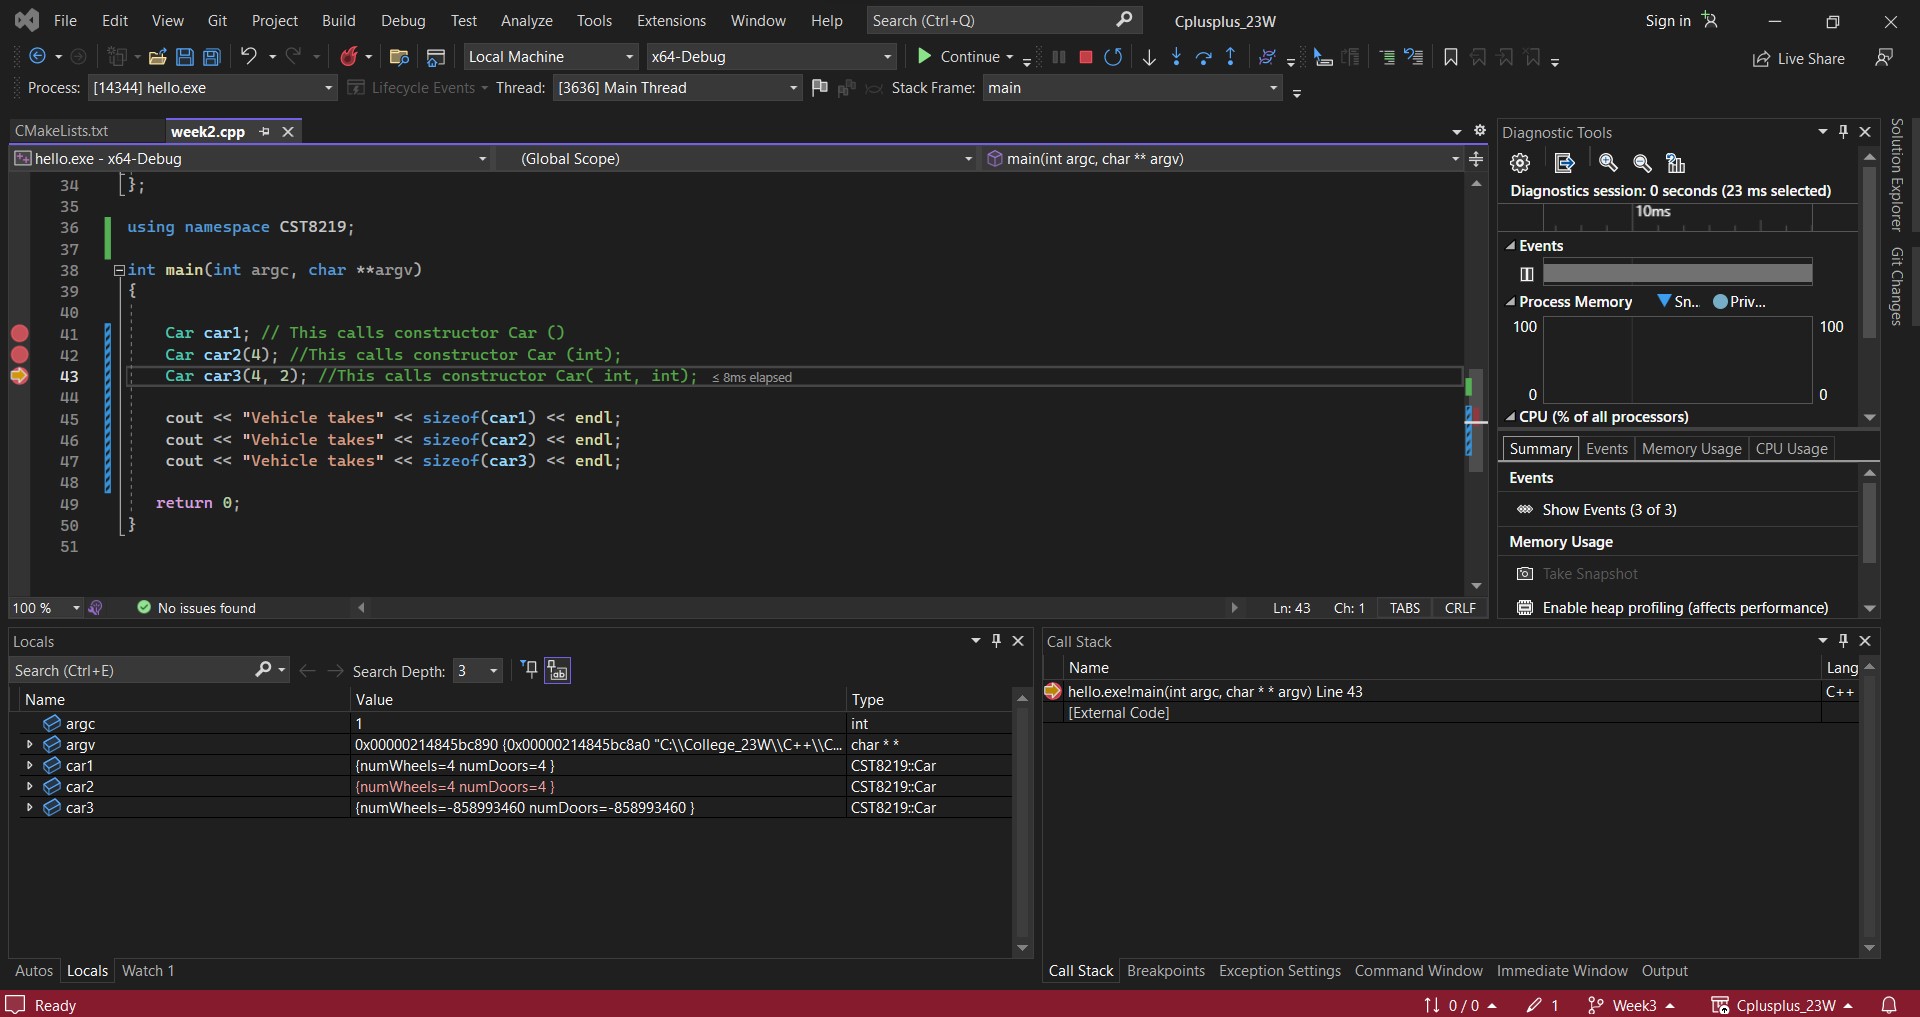 File Edit View Git Project Build Debug Test Analyze Tools Extensions Window Help Search (Ctrl+Q) Cplusplus_23W Sign in
Local Machine x64-Debug Continue Live Share
Process: [14344] hello.exe Lifecycle Events Thread: [3636] Main Thread Stack Frame: main
CMakeLists.txt week2.cpp
hello.exe - x64-Debug (Global Scope) main(int argc, char ** argv)
34 };
35
36 using namespace CST8219;
37
38 int main(int argc, char **argv)
39 {
40
41 Car car1; // This calls constructor Car ()
42 Car car2(4); //This calls constructor Car (int);
43 Car car3(4, 2); //This calls constructor Car( int, int); ≤ 8ms elapsed
44
45 cout << "Vehicle takes" << sizeof(car1) << endl;
46 cout << "Vehicle takes" << sizeof(car2) << endl;
47 cout << "Vehicle takes" << sizeof(car3) << endl;
48
49 return 0;
50 }
51
100 % No issues found Ln: 43 Ch: 1 TABS CRLF
Diagnostic Tools
Diagnostics session: 0 seconds (23 ms selected)
10ms
Events
Process Memory Sn... Priv...
100 100
0 0
CPU (% of all processors)
Summary Events Memory Usage CPU Usage
Events
Show Events (3 of 3)
Memory Usage
Take Snapshot
Enable heap profiling (affects performance)
Solution Explorer
Git Changes
Locals
Search (Ctrl+E) Search Depth: 3
Name Value Type
argc 1 int
argv 0x00000214845bc890 {0x00000214845bc8a0 "C:\\College_23W\\C++\\C... char * *
car1 {numWheels=4 numDoors=4 } CST8219::Car
car2 {numWheels=4 numDoors=4 } CST8219::Car
car3 {numWheels=-858993460 numDoors=-858993460 } CST8219::Car
Autos Locals Watch 1
Call Stack
Name Lang
hello.exe!main(int argc, char * * argv) Line 43 C++
[External Code]
Call Stack Breakpoints Exception Settings Command Window Immediate Window Output
Ready 0 / 0 1 Week3 Cplusplus_23W